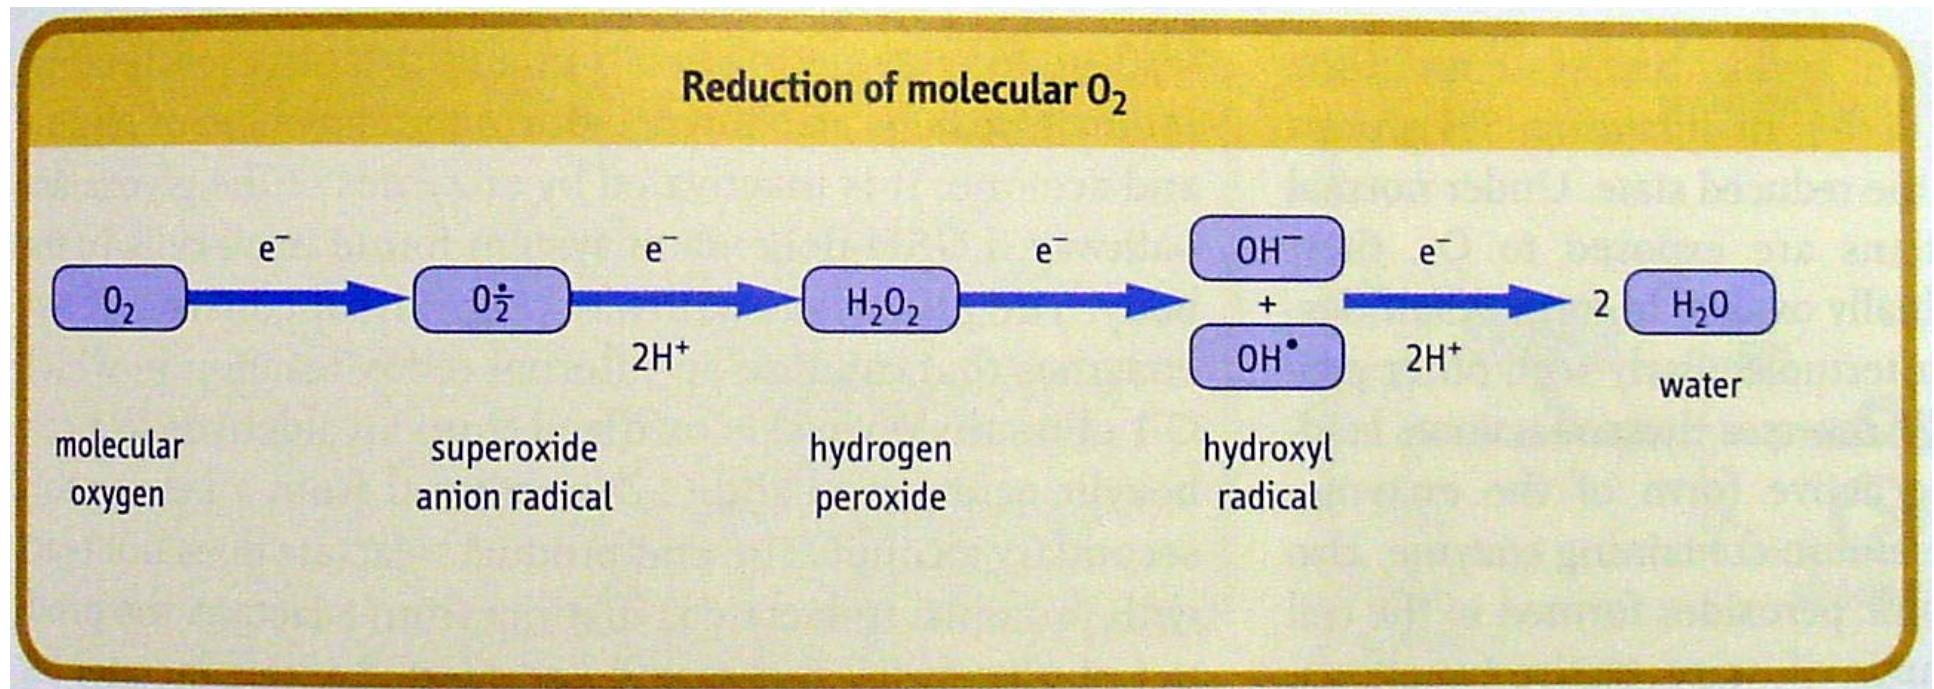 Reduction of molecular O₂
e⁻
e⁻
e⁻
e⁻
O₂
O₂•⁻
H₂O₂
OH⁻
+
OH•
2 H₂O
2H⁺
2H⁺
water
molecular
oxygen
superoxide
anion radical
hydrogen
peroxide
hydroxyl
radical